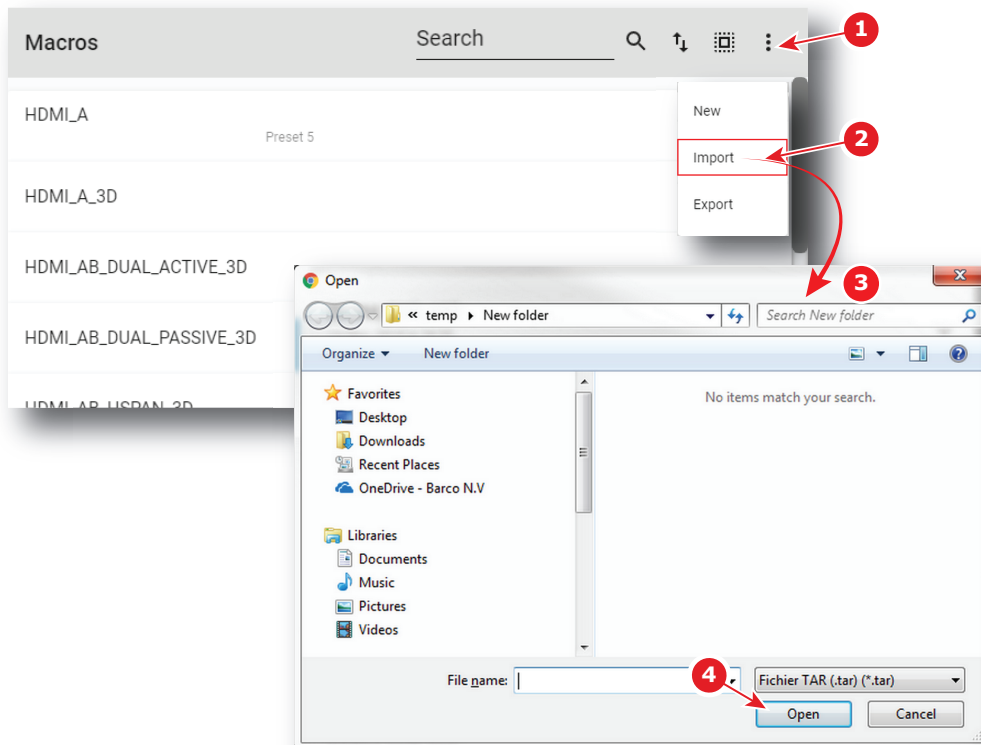 Macros
Search
1
HDMI_A
Preset 5
New
2
Import
HDMI_A_3D
Export
HDMI_AB_DUAL_ACTIVE_3D
Open
3
« temp New folder
Search New folder
HDMI_AB_DUAL_PASSIVE_3D
Organize New folder
HDMI_AB_HSPAN_3D
Favorites
No items match your search.
Desktop
Downloads
Recent Places
OneDrive - Barco N.V
Libraries
Documents
Music
Pictures
Videos
4
File name:
Fichier TAR (.tar) (*.tar)
Open
Cancel